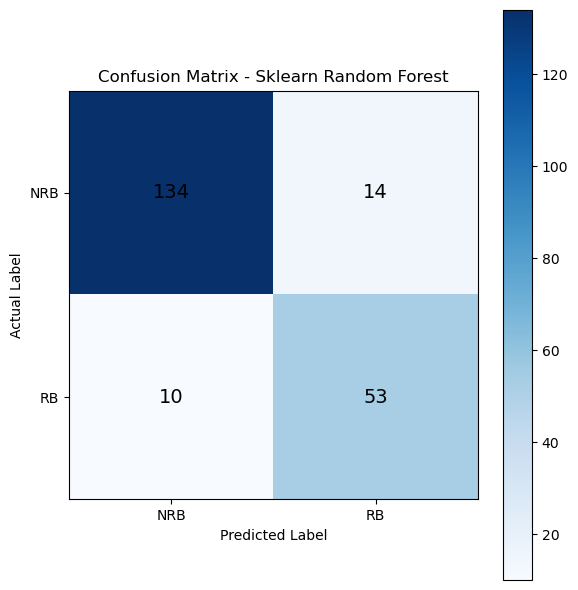 Confusion Matrix - Sklearn Random Forest
Actual Label
NRB
134
14
RB
10
53
NRB
RB
Predicted Label
120
100
80
60
40
20